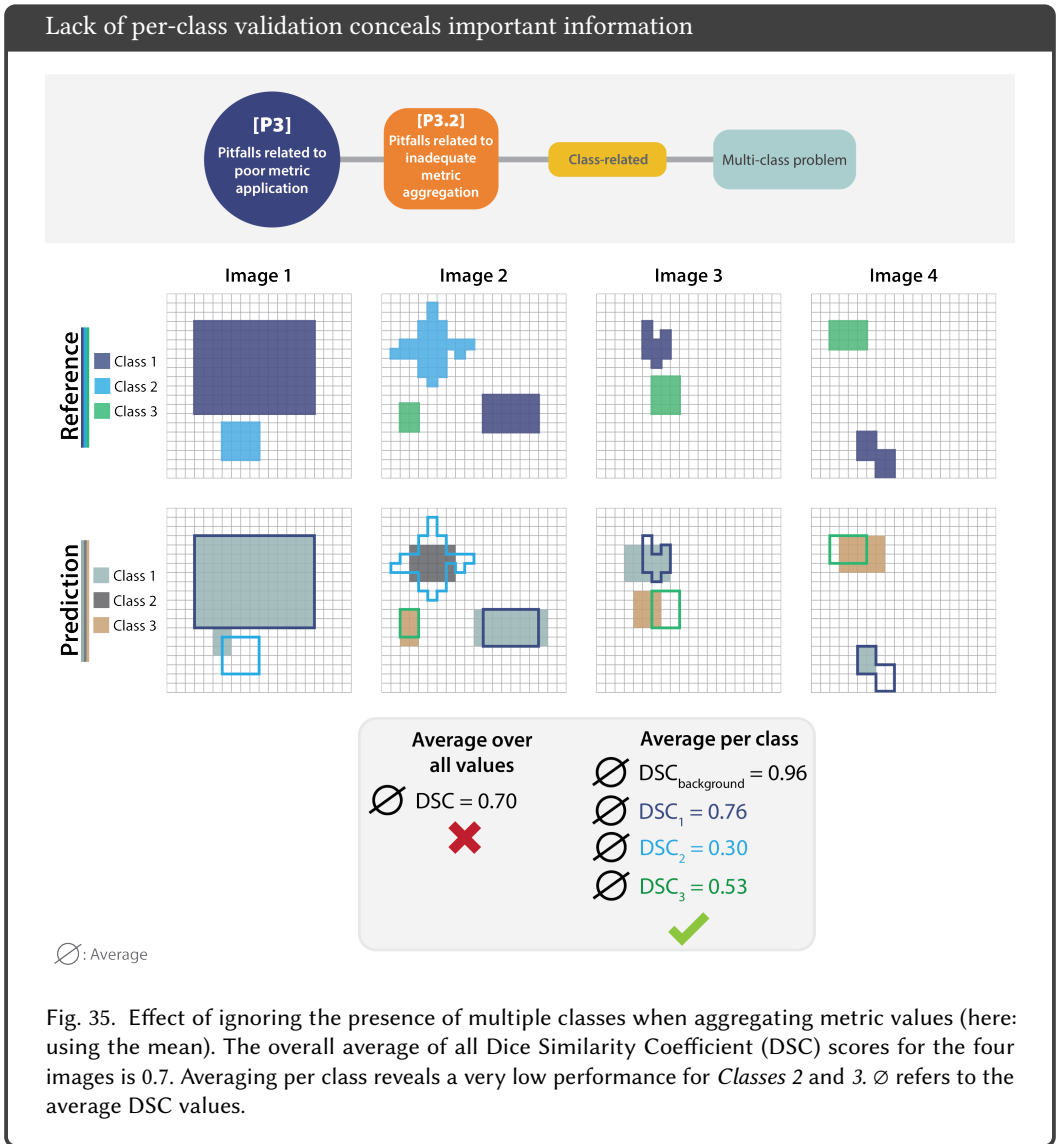 Lack of per-class validation conceals important information
[P3]
Pitfalls related to
poor metric
application
[P3.2]
Pitfalls related to
inadequate
metric
aggregation
Class-related
Multi-class problem
Image 1
Image 2
Image 3
Image 4
Reference
Class 1
Class 2
Class 3
Prediction
Class 1
Class 2
Class 3
Average over
all values
∅ DSC = 0.70
Average per class
∅ DSC_background = 0.96
∅ DSC_1 = 0.76
∅ DSC_2 = 0.30
∅ DSC_3 = 0.53
∅: Average
Fig. 35. Effect of ignoring the presence of multiple classes when aggregating metric values (here:
using the mean). The overall average of all Dice Similarity Coefficient (DSC) scores for the four
images is 0.7. Averaging per class reveals a very low performance for Classes 2 and 3. ∅ refers to the
average DSC values.